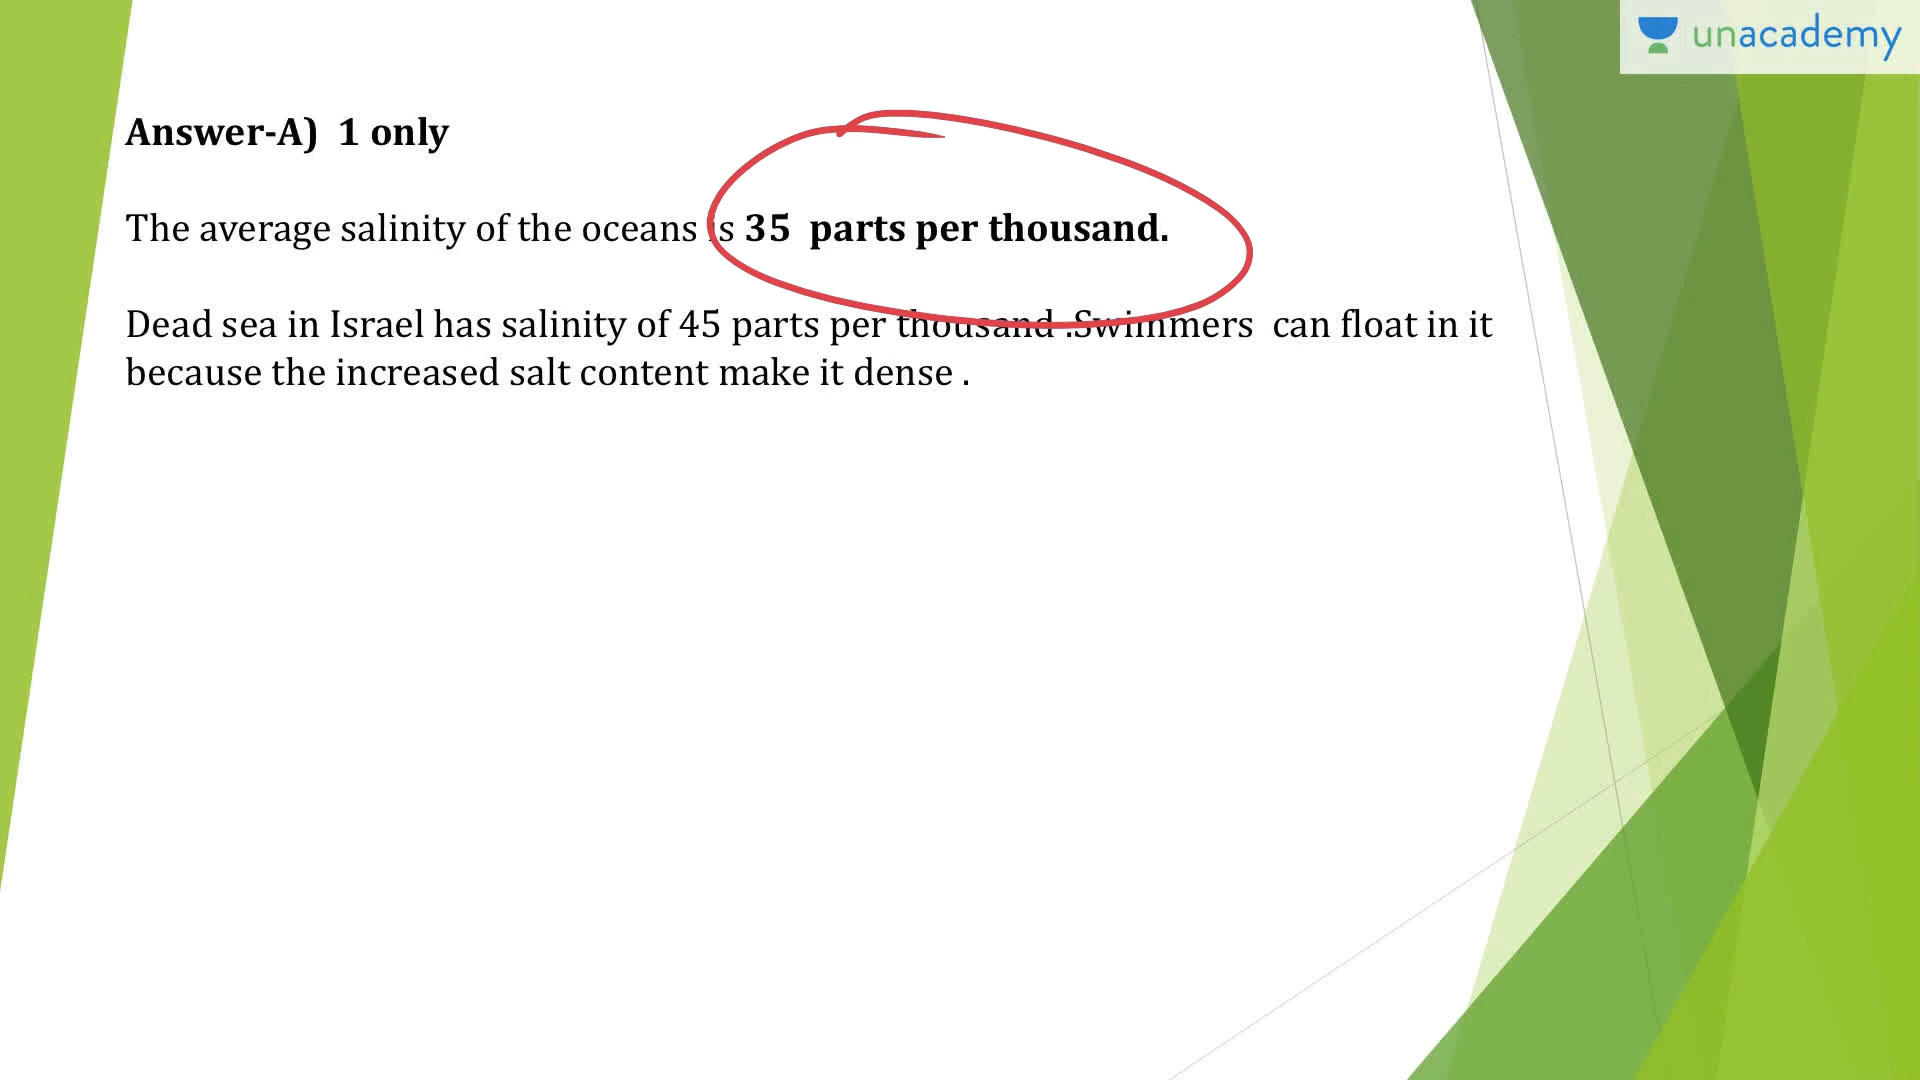 unacademy
Answer-A)  1 only
The average salinity of the oceans is 35  parts per thousand.
Dead sea in Israel has salinity of 45 parts per thousand .Swimmers  can float in it
because the increased salt content make it dense .